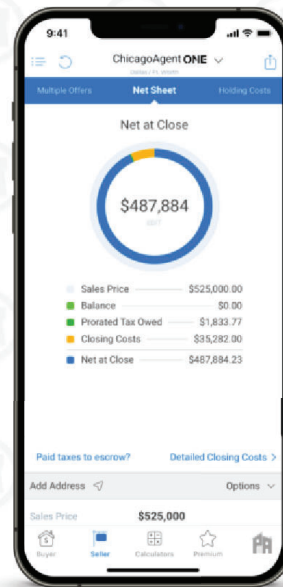 9:41
ChicagoAgent ONE
Multiple Offers Net Sheet Holding Costs
Net at Close
$487,884
Sales Price $525,000.00
Balance $0.00
Prorated Tax Owed $1,833.77
Closing Costs $35,282.00
Net at Close $487,884.23
Paid taxes to escrow? Detailed Closing Costs >
Add Address Options
Sales Price $525,000
Buyer Seller Calculators Premium